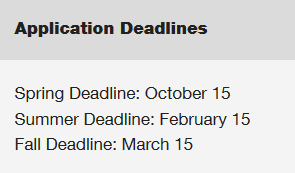 Application Deadlines
Spring Deadline: October 15
Summer Deadline: February 15
Fall Deadline: March 15